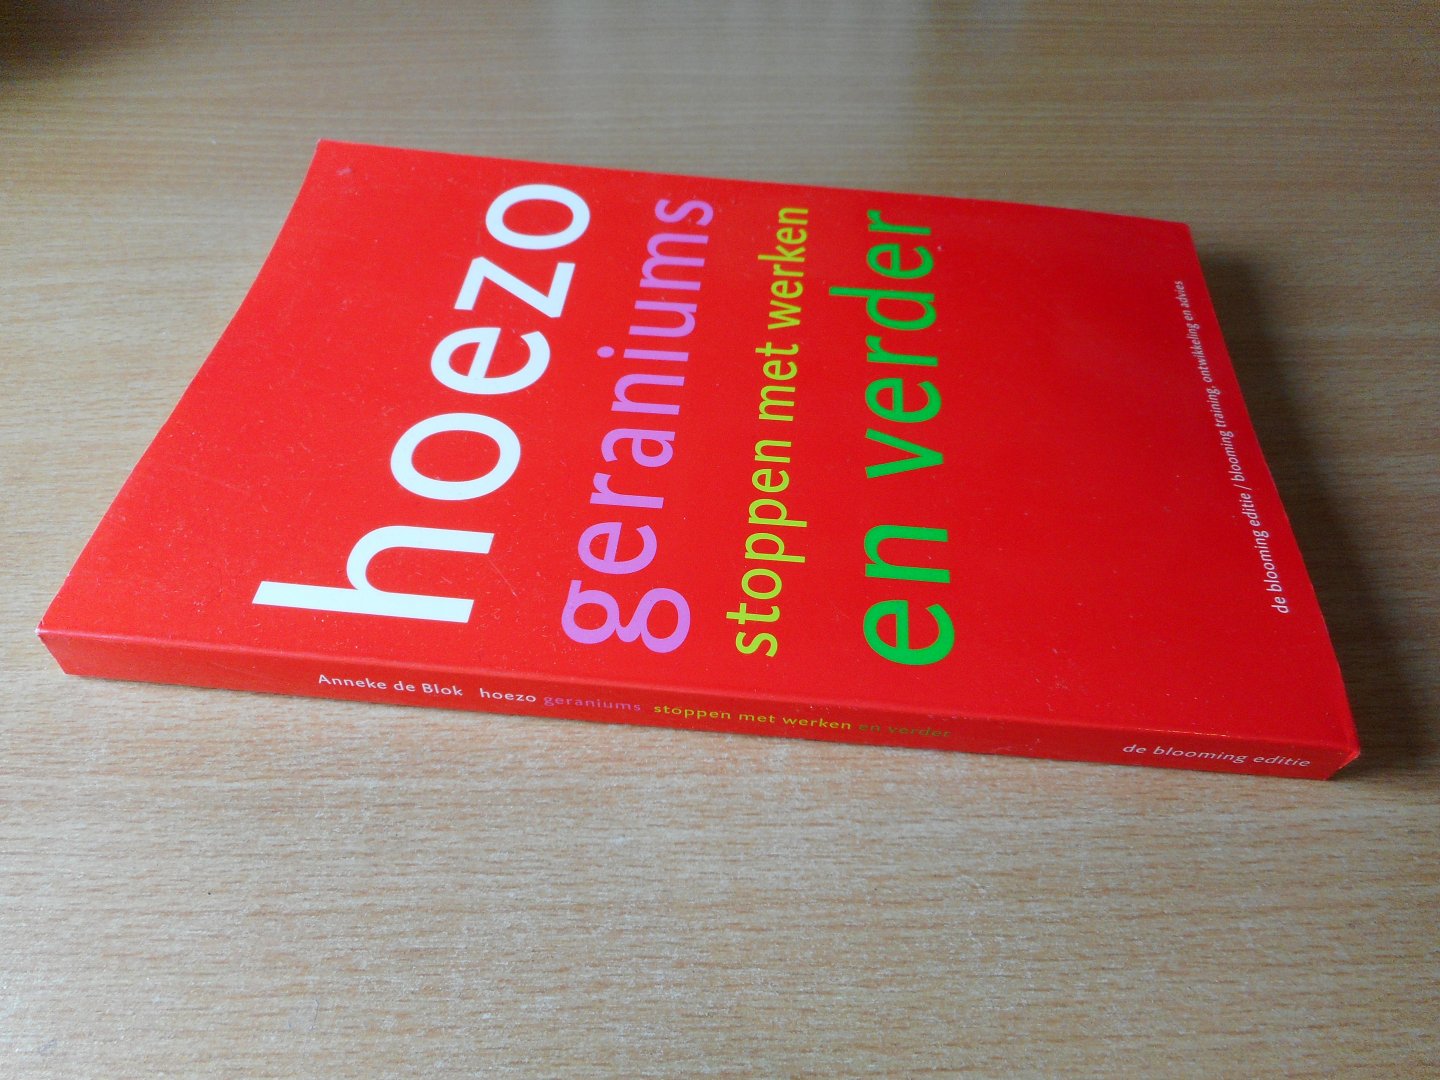 hoezo
geraniums
stoppen met werken
en verder
de blooming editie / blooming training, ontwikkeling en advies
Anneke de Blok hoezo geraniums stoppen met werken en verder de blooming editie